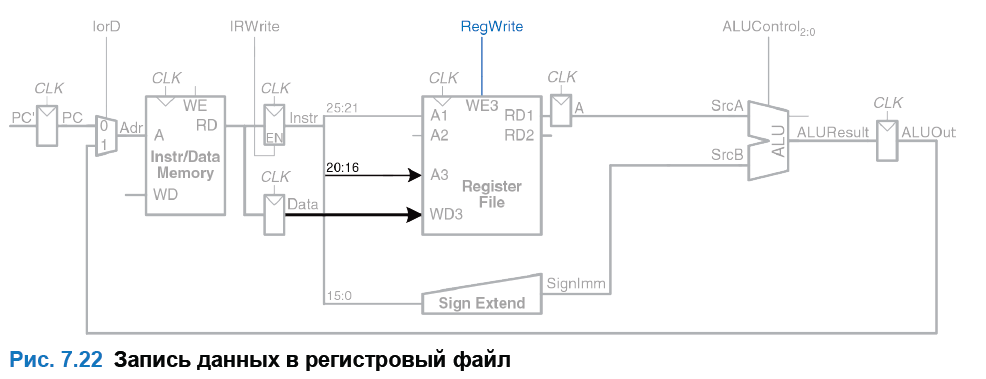 IorD IRWrite RegWrite ALUControl2:0
CLK CLK CLK CLK CLK CLK
PC' PC 0 1 Adr
WE RD A Instr/Data Memory WD
EN Instr
CLK Data
25:21
20:16
15:0
A1 WE3 RD1
A2 RD2
A3 Register File
WD3
A
SrcA
SrcB
ALU
ALUResult ALUOut
Sign Extend SignImm
Рис. 7.22 Запись данных в регистровый файл